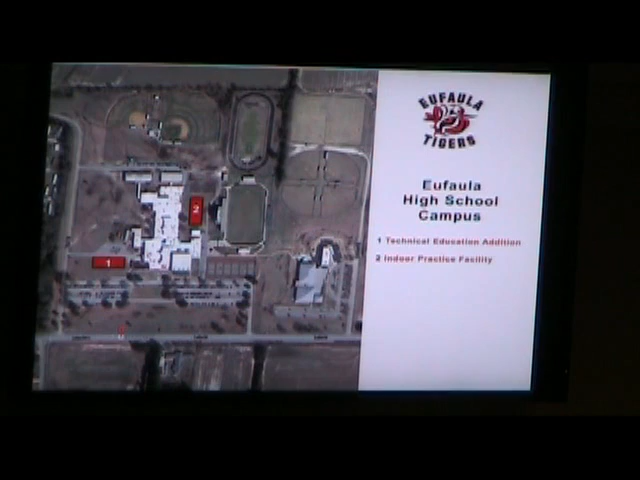 EUFAULA
TIGERS
Eufaula
High School
Campus
1 Technical Education Addition
2 Indoor Practice Facility
2
1